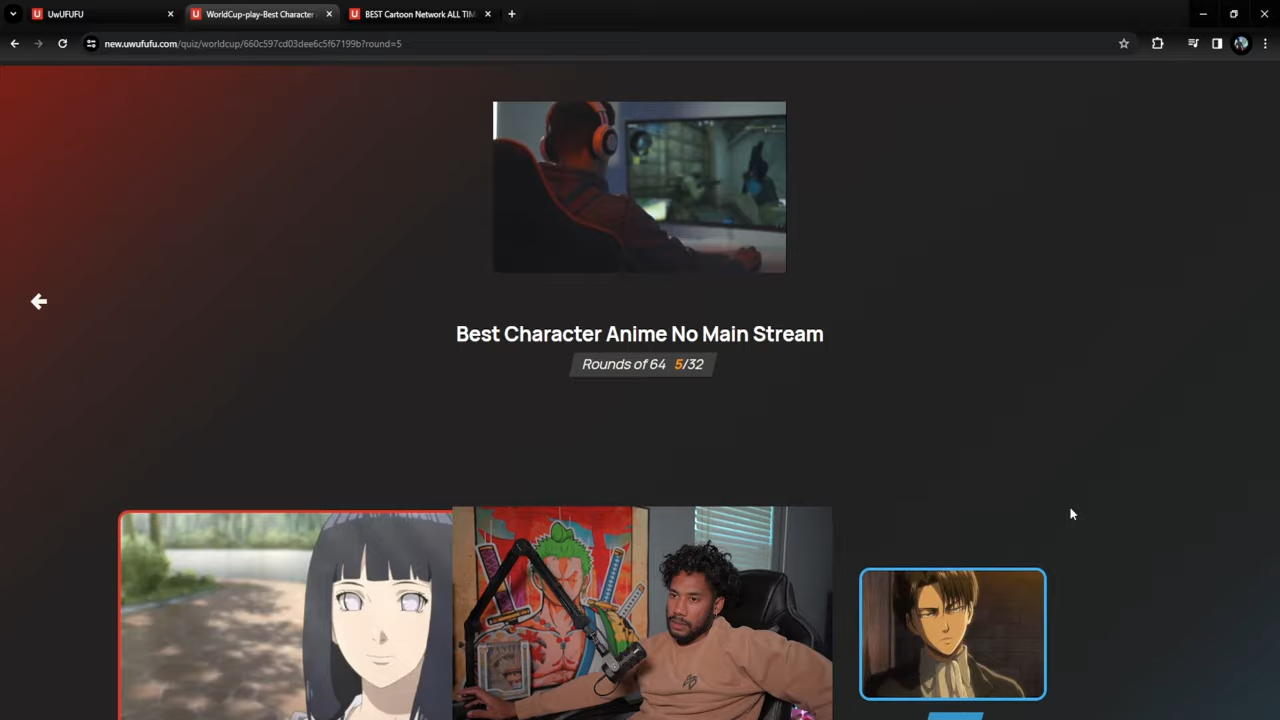 UwUFUFU
WorldCup-play-Best Character
BEST Cartoon Network ALL TIM
new.uwufufu.com/quiz/worldcup/660c597cd03dee6c5f67199b?round=5
Best Character Anime No Main Stream
Rounds of 64 5/32